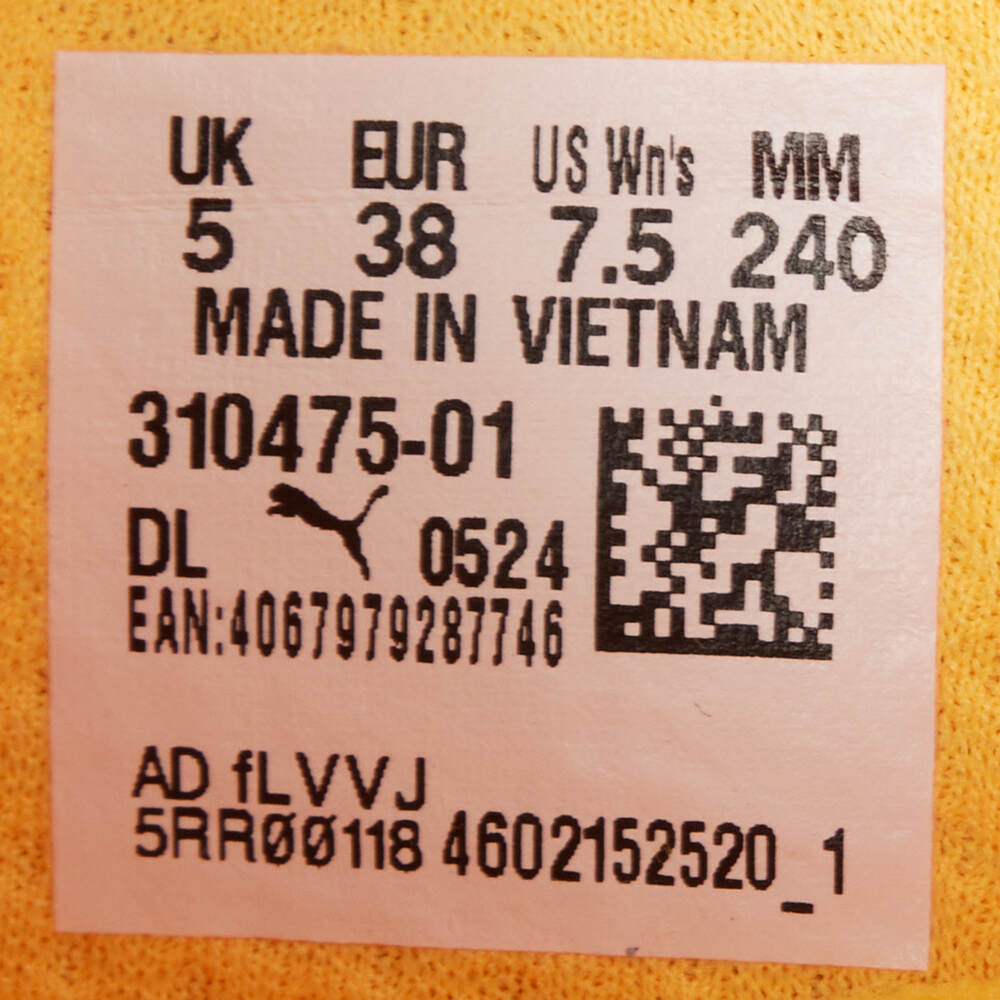 UK EUR US Wn's MM
5 38 7.5 240
MADE IN VIETNAM
310475-01
DL 0524
EAN:4067979287746
AD fLVVJ
5RRØØ118 4602152520_1